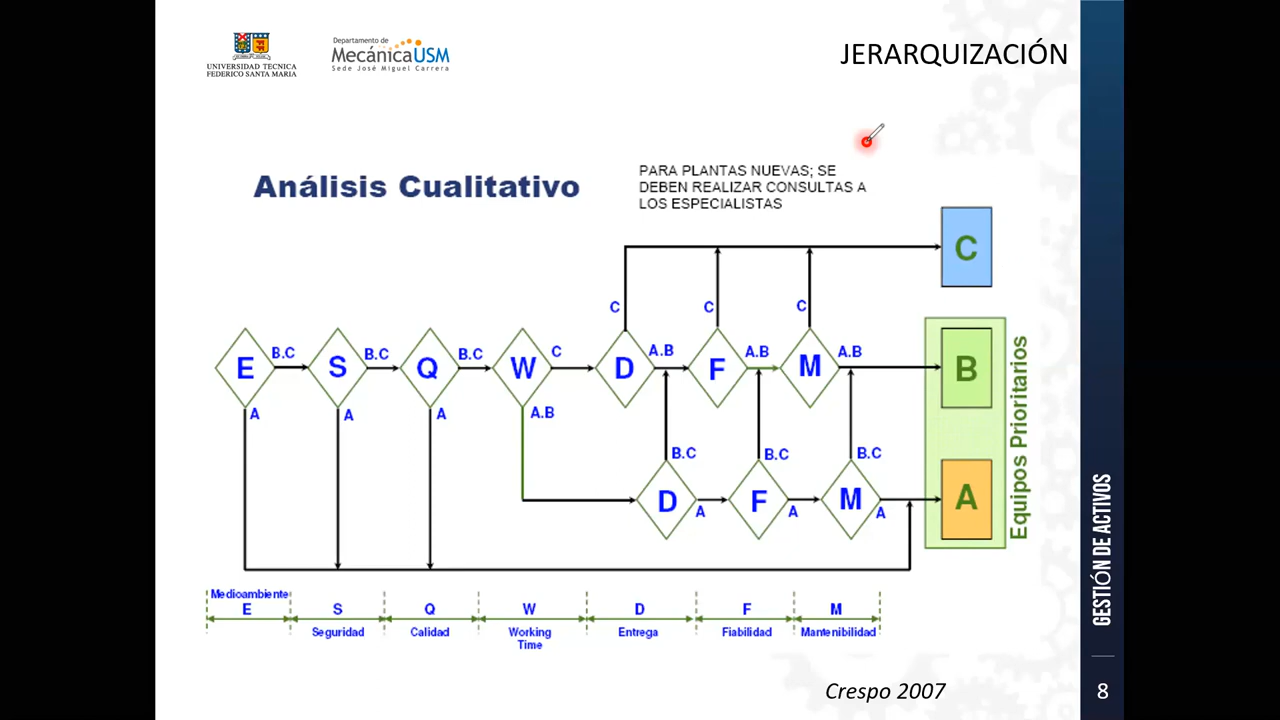 UNIVERSIDAD TECNICA
FEDERICO SANTA MARIA
Departamento de
MecánicaUSM
Sede José Miguel Carrera
JERARQUIZACIÓN
Análisis Cualitativo
PARA PLANTAS NUEVAS; SE
DEBEN REALIZAR CONSULTAS A
LOS ESPECIALISTAS
C
C
C
C
E
B.C
S
B.C
Q
B.C
W
C
D
A.B
F
A.B
M
A.B
B
A
A
A
A.B
B.C
B.C
B.C
D
A
F
A
M
A
A
Equipos Prioritarios
Medioambiente
E
S
Q
W
D
F
M
Seguridad
Calidad
Working
Time
Entrega
Fiabilidad
Mantenibilidad
Crespo 2007
GESTIÓN DE ACTIVOS
8